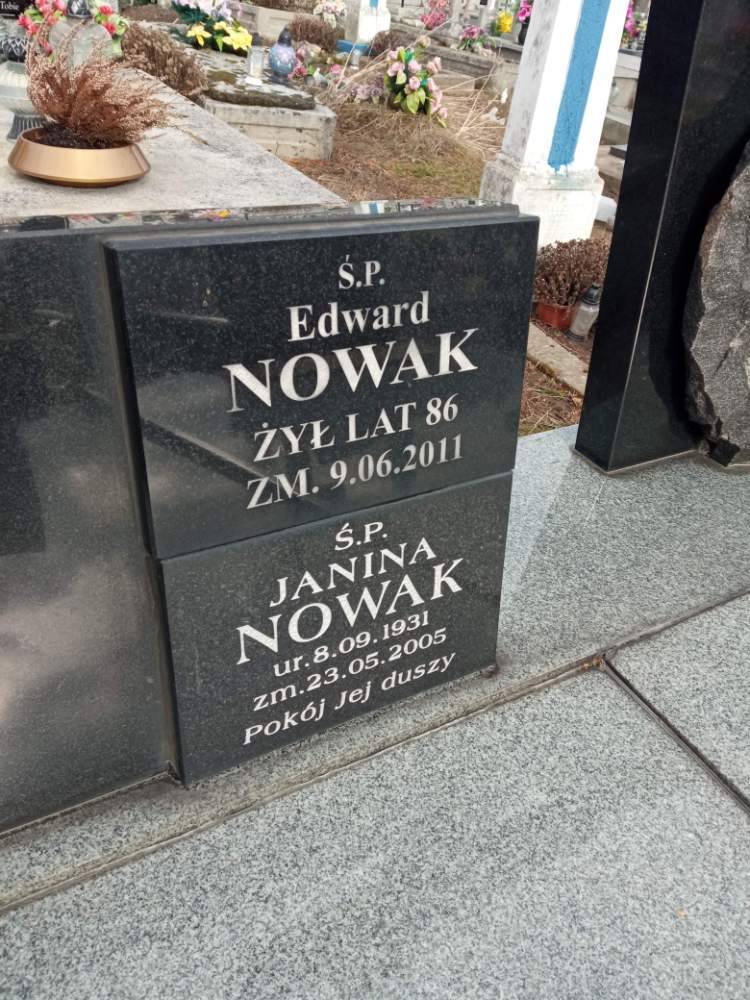 Tobie
Ś.P.
Edward
NOWAK
ŻYŁ LAT 86
ZM. 9.06.2011
Ś.P.
JANINA
NOWAK
ur.8.09.1931
zm.23.05.2005
Pokój Jej duszy